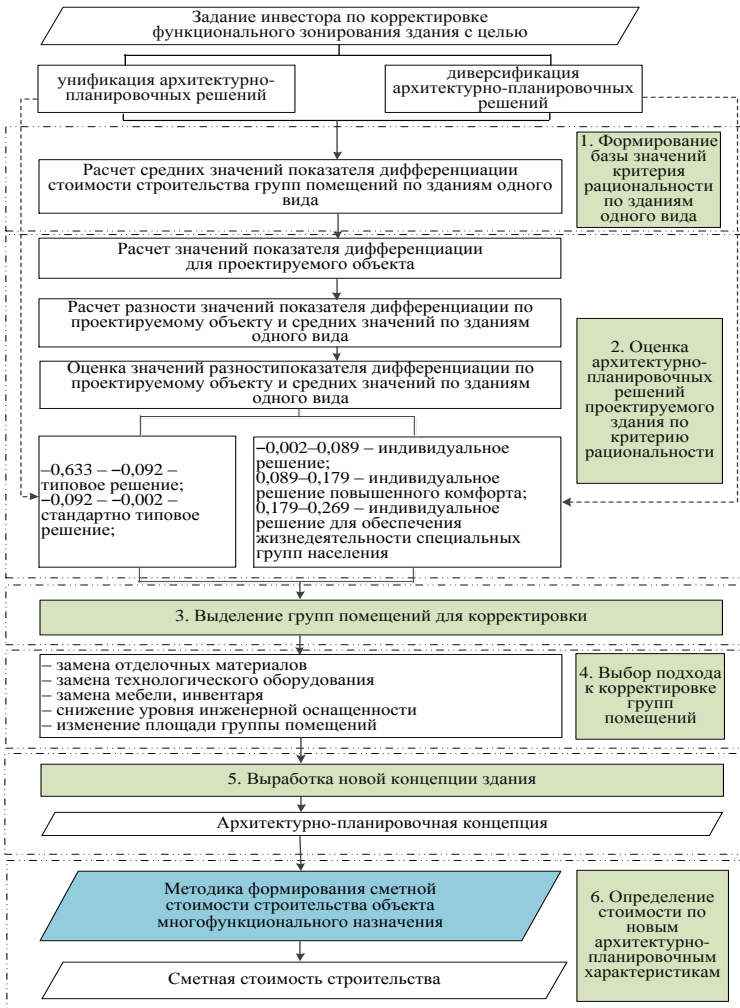 Задание инвестора по корректировке
функционального зонирования здания с целью
унификация архитектурно-
планировочных решений
диверсификация
архитектурно-планировочных
решений
1. Формирование
базы значений
критерия
рациональности
по зданиям
одного вида
Расчет средних значений показателя дифференциации
стоимости строительства групп помещений по зданиям одного
вида
Расчет значений показателя дифференциации
для проектируемого объекта
Расчет разности значений показателя дифференциации по
проектируемому объекту и средних значений по зданиям
одного вида
Оценка значений разностипоказателя дифференциации по
проектируемому объекту и средних значений по зданиям
одного вида
2. Оценка
архитектурно-
планировочных
решений
проектируемого
здания по
критерию
рациональности
–0,633 – –0,092 –
типовое решение;
–0,092 – –0,002 –
стандартно типовое
решение;
–0,002–0,089 – индивидуальное
решение;
0,089–0,179 – индивидуальное
решение повышенного комфорта;
0,179–0,269 – индивидуальное
решение для обеспечения
жизнедеятельности специальных
групп населения
3. Выделение групп помещений для корректировки
– замена отделочных материалов
– замена технологического оборудования
– замена мебели, инвентаря
– снижение уровня инженерной оснащенности
– изменение площади группы помещений
4. Выбор подхода
к корректировке
групп
помещений
5. Выработка новой концепции здания
Архитектурно-планировочная концепция
Методика формирования сметной
стоимости строительства объекта
многофункционального назначения
Сметная стоимость строительства
6. Определение
стоимости по
новым
архитектурно-
планировочным
характеристикам